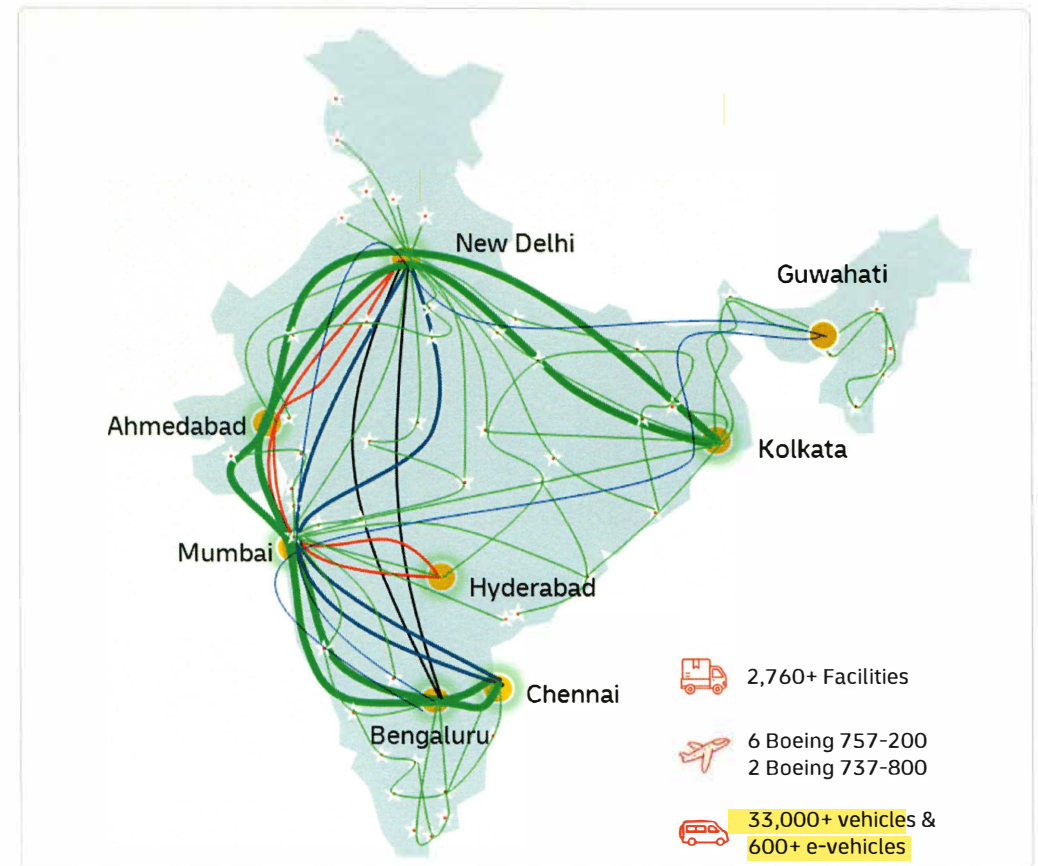 New Delhi
Guwahati
Ahmedabad
Kolkata
Mumbai
Hyderabad
2,760+ Facilities
Chennai
Bengaluru
6 Boeing 757-200
2 Boeing 737-800
33,000+ vehicles &
600+ e-vehicles